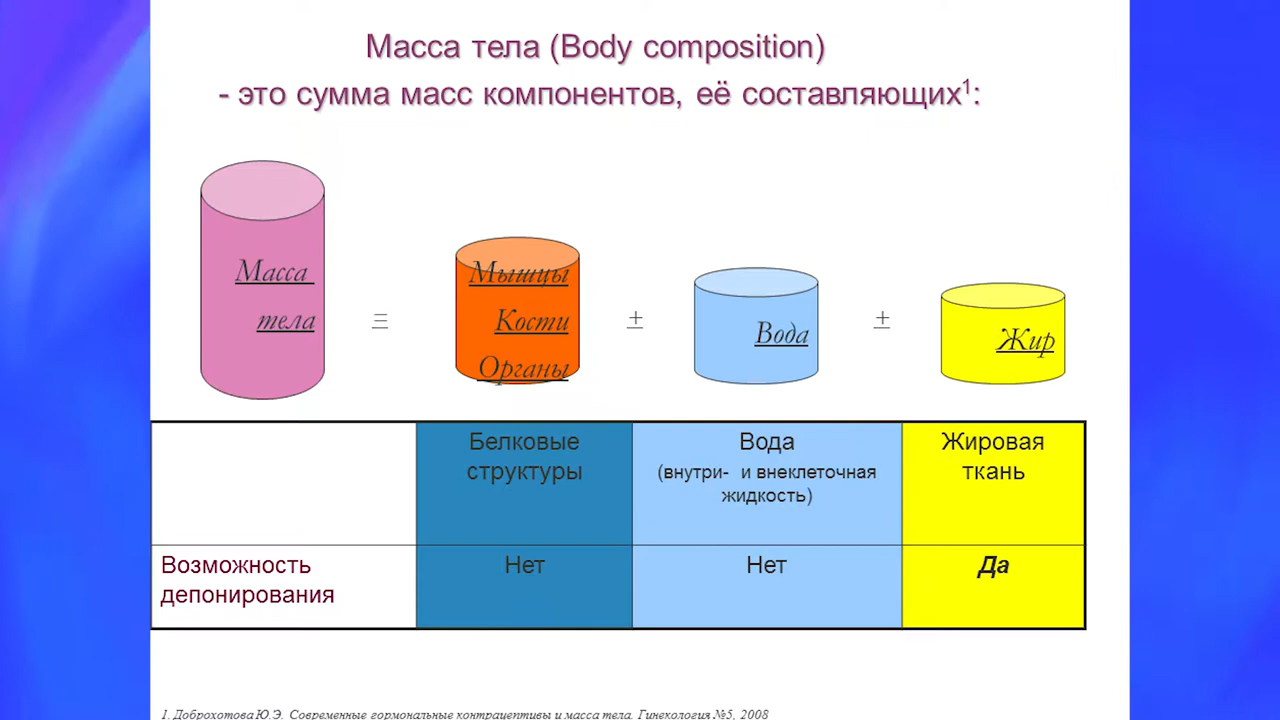 Масса тела (Body composition)
- это сумма масс компонентов, её составляющих¹:
Масса
тела
=
Мышцы
Кости
Органы
+
Вода
+
Жир
Белковые
структуры
Вода
(внутри- и внеклеточная
жидкость)
Жировая
ткань
Возможность
депонирования
Нет
Нет
Да
1. Доброхотова Ю.Э. Современные гормональные контрацептивы и масса тела. Гинекология №5, 2008